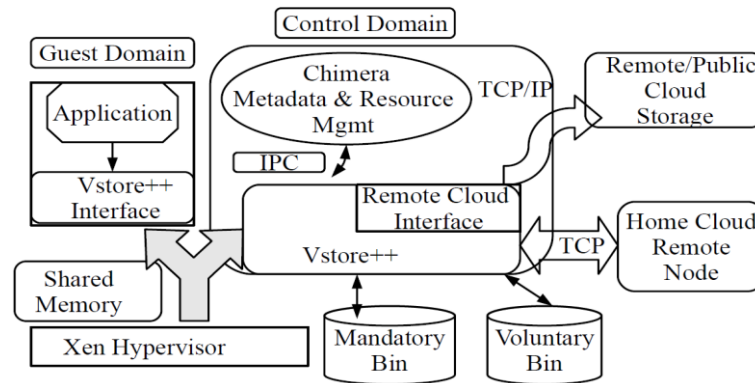 Control Domain
Guest Domain
Application
Vstore++
Interface
Chimera
Metadata & Resource
Mgmt
TCP/IP
Remote/Public
Cloud
Storage
IPC
Remote Cloud
Interface
Vstore++
TCP
Home Cloud
Remote
Node
Shared
Memory
Xen Hypervisor
Mandatory
Bin
Voluntary
Bin